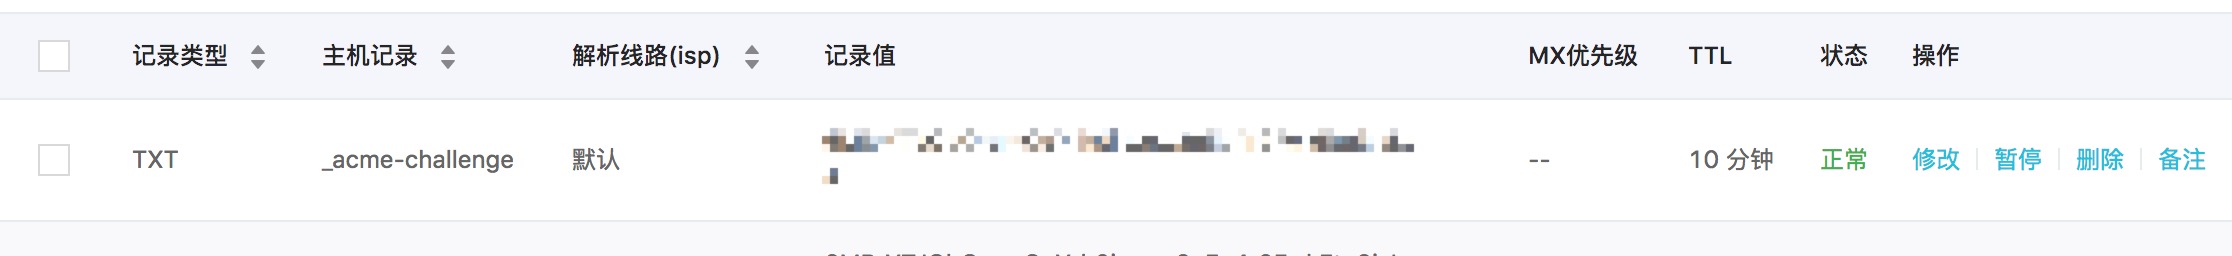 记录类型 主机记录 解析线路(isp) 记录值 MX优先级 TTL 状态 操作
TXT _acme-challenge 默认 -- 10 分钟 正常 修改 暂停 删除 备注